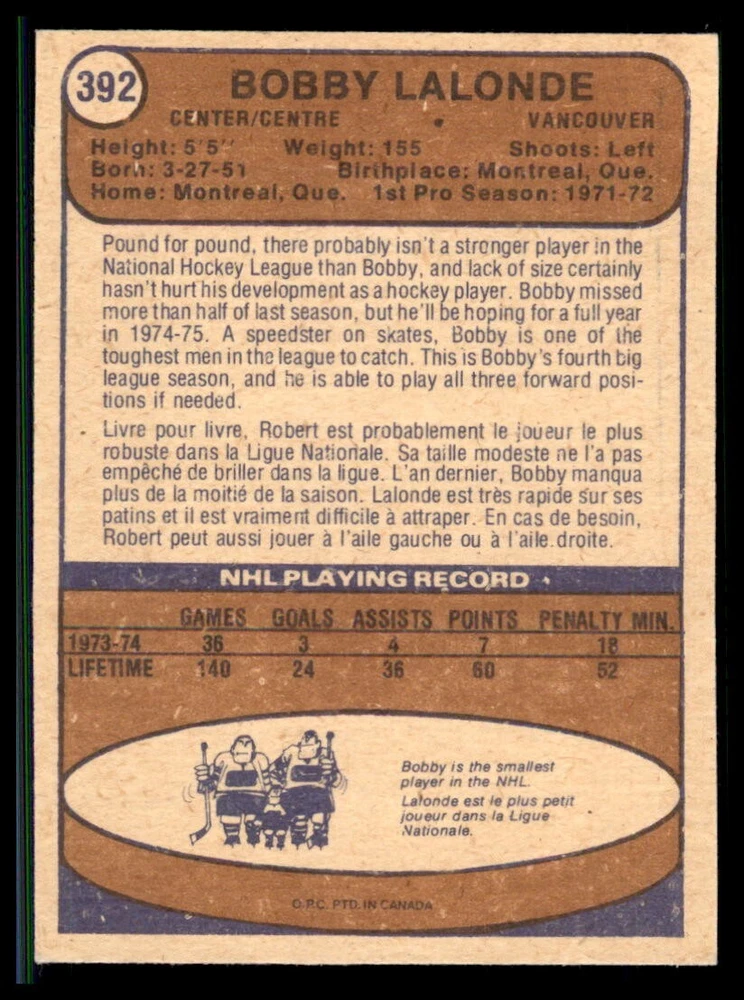 392
BOBBY LALONDE
CENTER/CENTRE • VANCOUVER
Height: 5'5" Weight: 155 Shoots: Left
Born: 3-27-51 Birthplace: Montreal, Que.
Home: Montreal, Que. 1st Pro Season: 1971-72
Pound for pound, there probably isn't a stronger player in the
National Hockey League than Bobby, and lack of size certainly
hasn't hurt his development as a hockey player. Bobby missed
more than half of last season, but he'll be hoping for a full year
in 1974-75. A speedster on skates, Bobby is one of the
toughest men in the league to catch. This is Bobby's fourth big
league season, and he is able to play all three forward posi-
tions if needed.
Livre pour livre, Robert est probablement le joueur le plus
robuste dans la Ligue Nationale. Sa taille modeste ne l'a pas
empêché de briller dans la ligue. L'an dernier, Bobby manqua
plus de la moitié de la saison. Lalonde est très rapide sur ses
patins et il est vraiment difficile à attraper. En cas de besoin,
Robert peut aussi jouer à l'aile gauche ou à l'aile droite.
NHL PLAYING RECORD
GAMES GOALS ASSISTS POINTS PENALTY MIN.
1973-74 36 3 4 7 18
LIFETIME 140 24 36 60 52
Bobby is the smallest
player in the NHL.
Lalonde est le plus petit
joueur dans la Ligue
Nationale.
O.P.C. PTD. IN CANADA